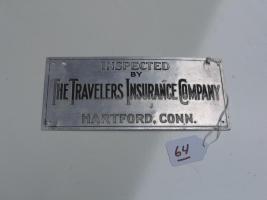 INSPECTED
BY
THE TRAVELERS INSURANCE COMPANY
HARTFORD, CONN.
64